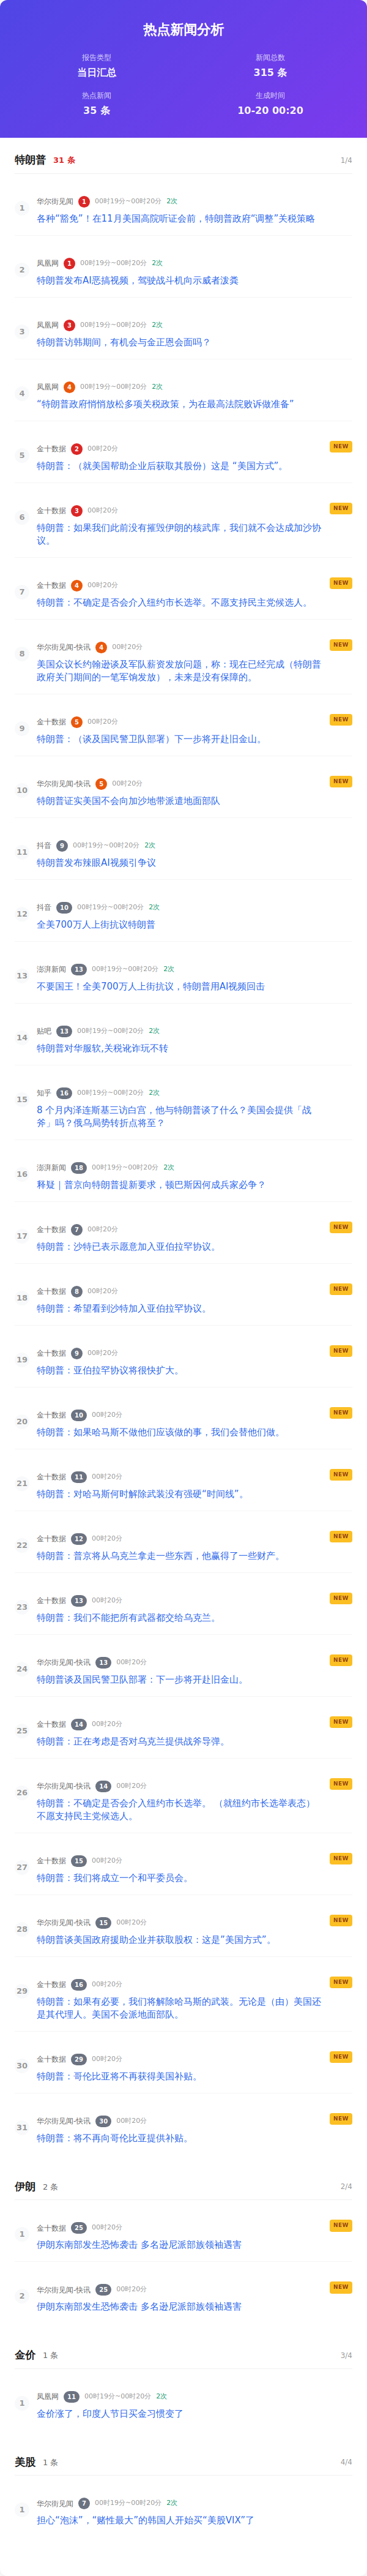 热点新闻分析
报告类型 新闻总数
当日汇总 315 条
热点新闻 生成时间
35 条 10-20 00:20
特朗普 31 条 1/4
1 华尔街见闻 1 00时19分~00时20分 2次
各种“豁免”！在11月美国高院听证会前，特朗普政府“调整”关税策略
2 凤凰网 1 00时19分~00时20分 2次
特朗普发布AI恶搞视频，驾驶战斗机向示威者泼粪
3 凤凰网 3 00时19分~00时20分 2次
特朗普访韩期间，有机会与金正恩会面吗？
4 凤凰网 4 00时19分~00时20分 2次
“特朗普政府悄悄放松多项关税政策，为在最高法院败诉做准备”
5 金十数据 2 00时20分 NEW
特朗普：（就美国帮助企业后获取其股份）这是 “美国方式”。
6 金十数据 3 00时20分 NEW
特朗普：如果我们此前没有摧毁伊朗的核武库，我们就不会达成加沙协
议。
7 金十数据 4 00时20分 NEW
特朗普：不确定是否会介入纽约市长选举。不愿支持民主党候选人。
8 华尔街见闻-快讯 4 00时20分 NEW
美国众议长约翰逊谈及军队薪资发放问题，称：现在已经完成（特朗普
政府关门期间的一笔军饷发放），未来是没有保障的。
9 金十数据 5 00时20分 NEW
特朗普：（谈及国民警卫队部署）下一步将开赴旧金山。
10 华尔街见闻-快讯 5 00时20分 NEW
特朗普证实美国不会向加沙地带派遣地面部队
11 抖音 9 00时19分~00时20分 2次
特朗普发布辣眼AI视频引争议
12 抖音 10 00时19分~00时20分 2次
全美700万人上街抗议特朗普
13 澎湃新闻 13 00时19分~00时20分 2次
不要国王！全美700万人上街抗议，特朗普用AI视频回击
14 贴吧 13 00时19分~00时20分 2次
特朗普对华服软,关税讹诈玩不转
15 知乎 16 00时19分~00时20分 2次
8 个月内泽连斯基三访白宫，他与特朗普谈了什么？美国会提供「战
斧」吗？俄乌局势转折点将至？
16 澎湃新闻 18 00时19分~00时20分 2次
释疑｜普京向特朗普提新要求，顿巴斯因何成兵家必争？
17 金十数据 7 00时20分 NEW
特朗普：沙特已表示愿意加入亚伯拉罕协议。
18 金十数据 8 00时20分 NEW
特朗普：希望看到沙特加入亚伯拉罕协议。
19 金十数据 9 00时20分 NEW
特朗普：亚伯拉罕协议将很快扩大。
20 金十数据 10 00时20分 NEW
特朗普：如果哈马斯不做他们应该做的事，我们会替他们做。
21 金十数据 11 00时20分 NEW
特朗普：对哈马斯何时解除武装没有强硬“时间线”。
22 金十数据 12 00时20分 NEW
特朗普：普京将从乌克兰拿走一些东西，他赢得了一些财产。
23 金十数据 13 00时20分 NEW
特朗普：我们不能把所有武器都交给乌克兰。
24 华尔街见闻-快讯 13 00时20分 NEW
特朗普谈及国民警卫队部署：下一步将开赴旧金山。
25 金十数据 14 00时20分 NEW
特朗普：正在考虑是否对乌克兰提供战斧导弹。
26 华尔街见闻-快讯 14 00时20分 NEW
特朗普：不确定是否会介入纽约市长选举。 （就纽约市长选举表态）
不愿支持民主党候选人。
27 金十数据 15 00时20分 NEW
特朗普：我们将成立一个和平委员会。
28 华尔街见闻-快讯 15 00时20分 NEW
特朗普谈美国政府援助企业并获取股权：这是“美国方式”。
29 金十数据 16 00时20分 NEW
特朗普：如果有必要，我们将解除哈马斯的武装。无论是（由）美国还
是其代理人。美国不会派地面部队。
30 金十数据 29 00时20分 NEW
特朗普：哥伦比亚将不再获得美国补贴。
31 华尔街见闻-快讯 30 00时20分 NEW
特朗普：将不再向哥伦比亚提供补贴。
伊朗 2 条 2/4
1 金十数据 25 00时20分 NEW
伊朗东南部发生恐怖袭击 多名逊尼派部族领袖遇害
2 华尔街见闻-快讯 25 00时20分 NEW
伊朗东南部发生恐怖袭击 多名逊尼派部族领袖遇害
金价 1 条 3/4
1 凤凰网 11 00时19分~00时20分 2次
金价涨了，印度人节日买金习惯变了
美股 1 条 4/4
1 华尔街见闻 7 00时19分~00时20分 2次
担心“泡沫”，“赌性最大”的韩国人开始买“美股VIX”了